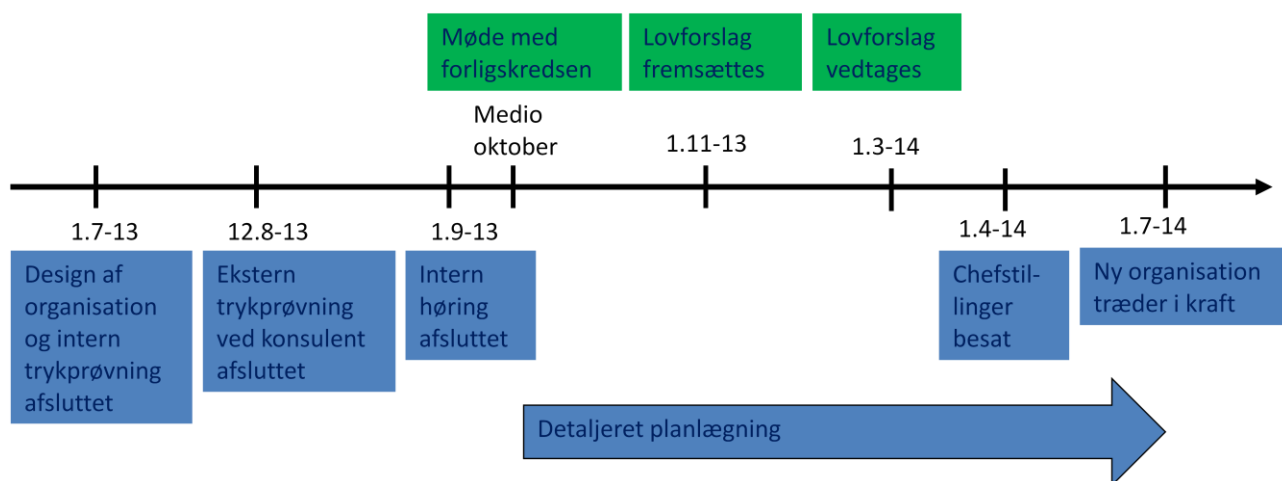 Møde med
forligskredsen
Lovforslag
fremsættes
Lovforslag
vedtages
Medio
oktober
1.11-13
1.3-14
1.7-13
12.8-13
1.9-13
1.4-14
1.7-14
Design af
organisation
og intern
trykprøvning
afsluttet
Ekstern
trykprøvning
ved konsulent
afsluttet
Intern
høring
afsluttet
Chefstil-
linger
besat
Ny organisation
træder i kraft
Detaljeret planlægning